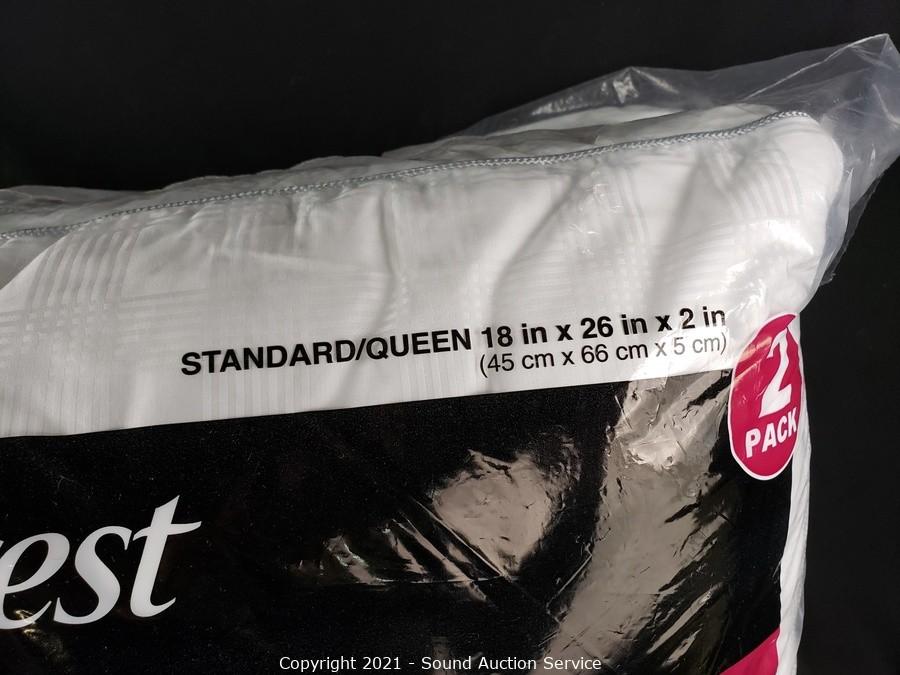 STANDARD/QUEEN 18 in x 26 in x 2 in
(45 cm x 66 cm x 5 cm)
2
PACK
est
Copyright 2021 - Sound Auction Service